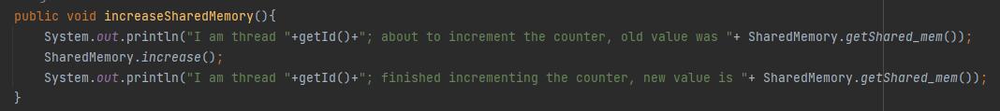 public void increaseSharedMemory(){
System.out.println("I am thread "+getId()+"; about to increment the counter, old value was "+ SharedMemory.getShared_mem());
SharedMemory.increase();
System.out.println("I am thread "+getId()+"; finished incrementing the counter, new value is "+ SharedMemory.getShared_mem());
}